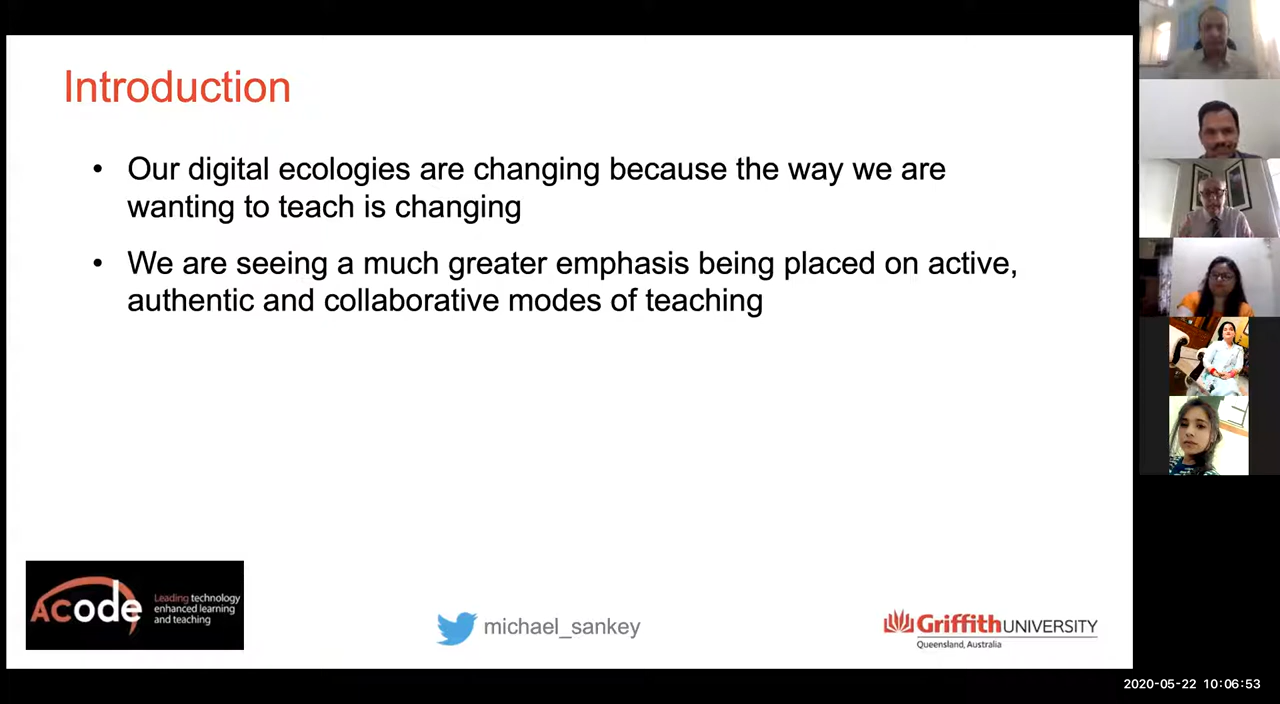 Introduction
• Our digital ecologies are changing because the way we are
wanting to teach is changing
• We are seeing a much greater emphasis being placed on active,
authentic and collaborative modes of teaching
ACode
Leading technology
enhanced learning
and teaching
michael_sankey
Griffith UNIVERSITY
Queensland, Australia
2020-05-22 10:06:53